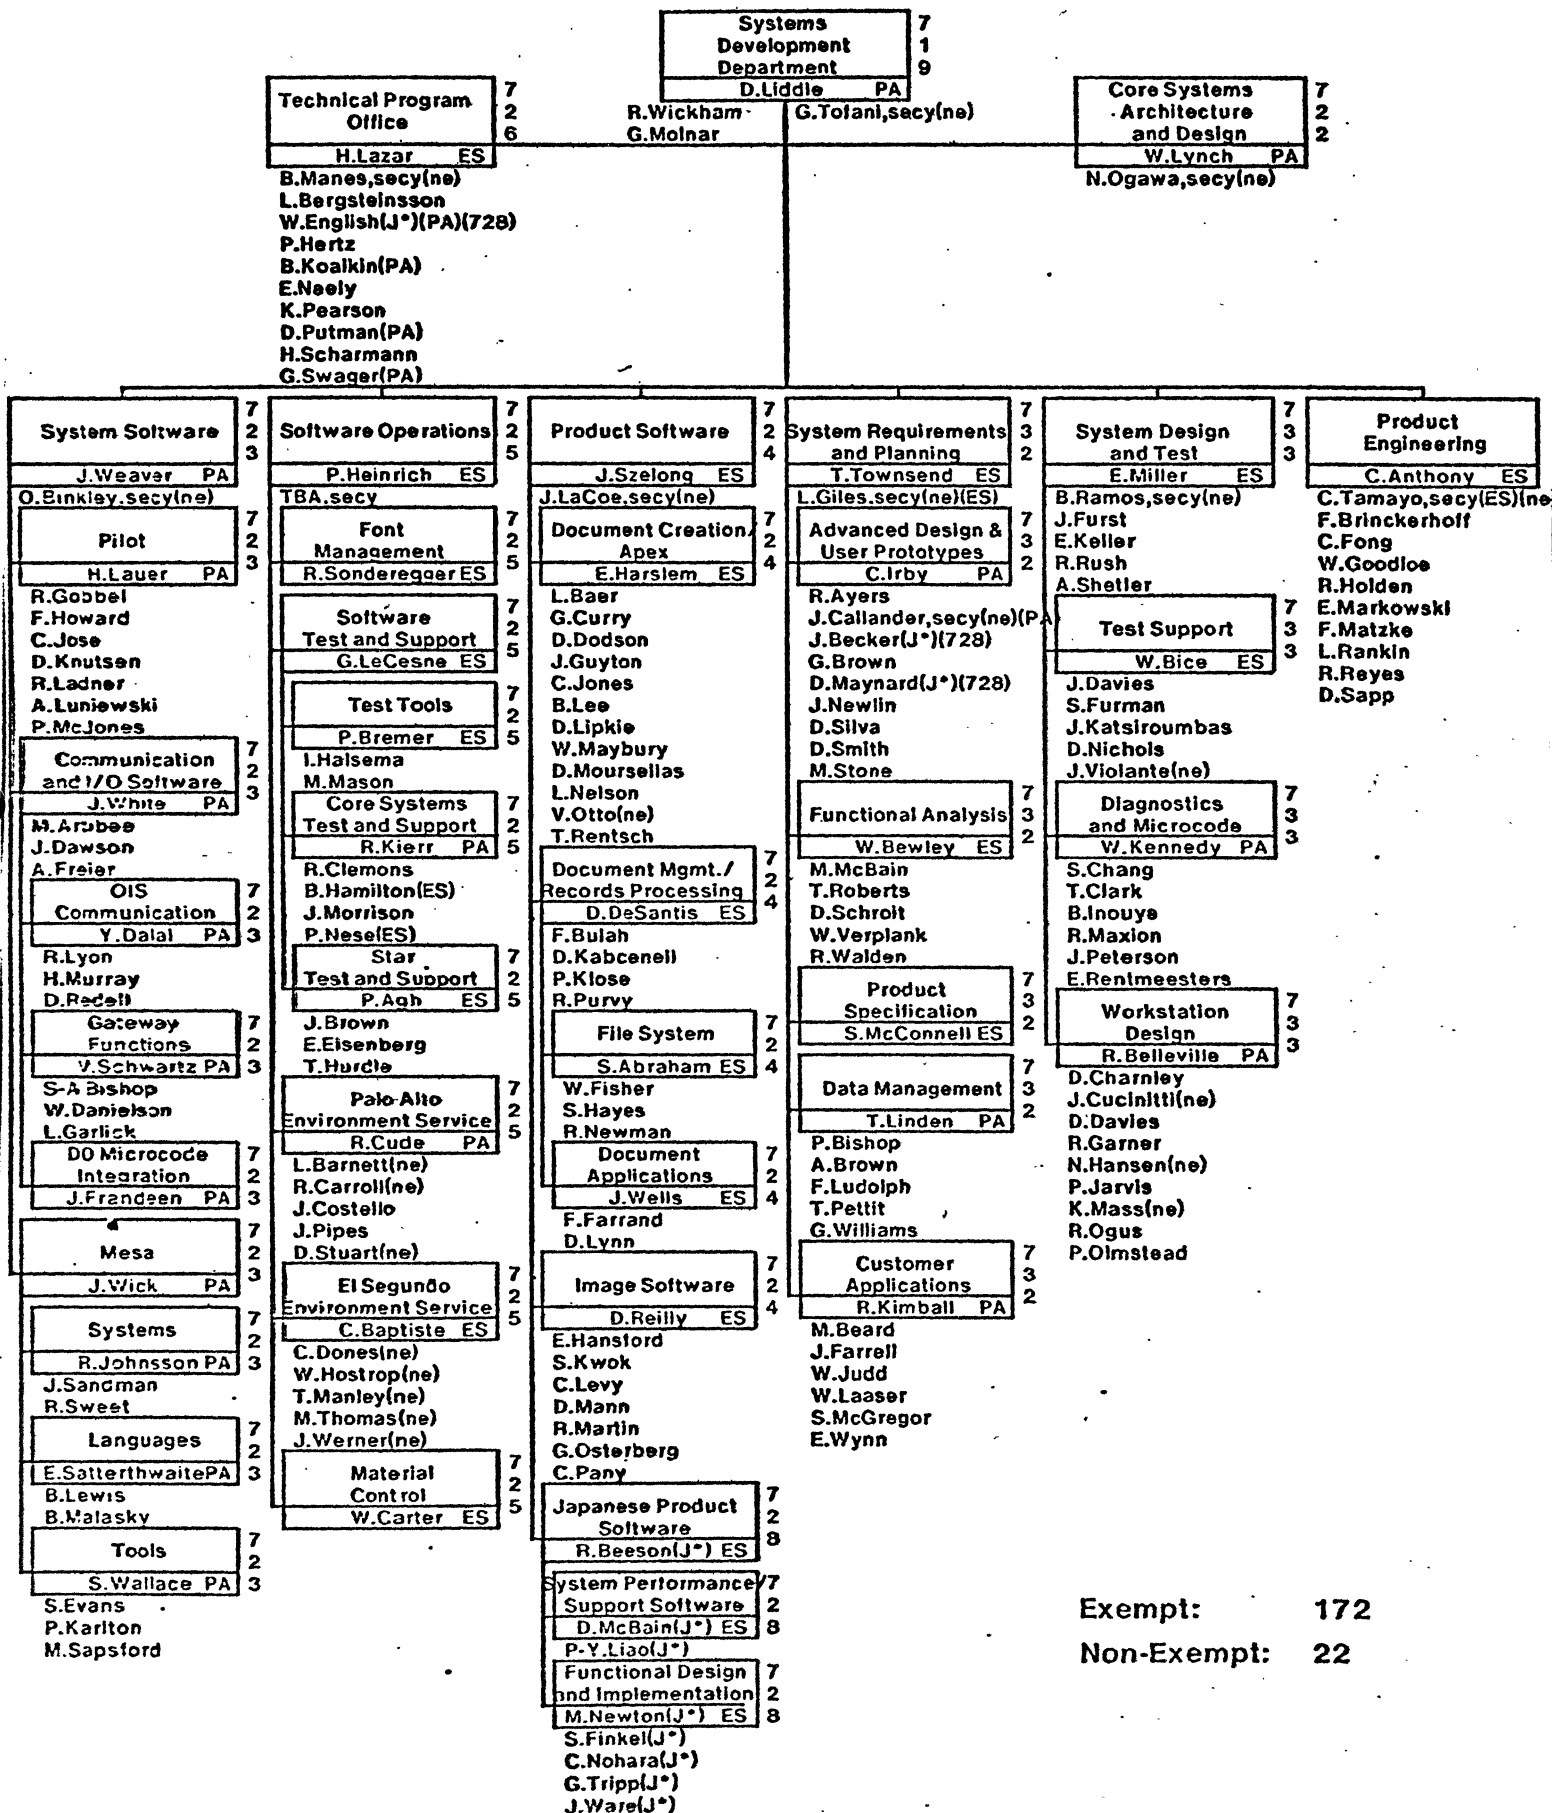 Systems 7
Development 1
Department 9
D.Liddle PA
R.Wickham G.Tofani,secy(ne)
G.Molnar
Technical Program 7
Office 2
6
H.Lazar ES
B.Manes,secy(ne)
L.Bergsteinsson
W.English(J*)(PA)(728)
P.Hertz
B.Koalkin(PA)
E.Neely
K.Pearson
D.Putman(PA)
H.Scharmann
G.Swager(PA)
Core Systems 7
Architecture 2
and Design 2
W.Lynch PA
N.Ogawa,secy(ne)
7
System Software 2
3
J.Weaver PA
O.Binkley,secy(ne)
7
Pilot 2
H.Lauer PA 3
R.Gobbel
F.Howard
C.Jose
D.Knutsen
R.Ladner
A.Luniewski
P.McJones
Communication 7
and I/O Software 2
J.White PA 3
M.Arabee
J.Dawson
A.Freier
OIS 7
Communication 2
Y.Dalal PA 3
R.Lyon
H.Murray
D.Redell
Gateway 7
Functions 2
V.Schwartz PA 3
S-A Bishop
W.Danielson
L.Garlick
D0 Microcode 7
Integration 2
J.Frandeen PA 3
7
Mesa 2
J.Wick PA 3
7
Systems 2
R.Johnsson PA 3
J.Sandman
R.Sweet
7
Languages 2
E.Satterthwaite PA 3
B.Lewis
B.Malasky
7
Tools 2
S.Wallace PA 3
S.Evans
P.Karlton
M.Sapsford
7
Software Operations 2
5
P.Heinrich ES
TBA,secy
Font 7
Management 2
R.Sonderegger ES 5
Software 7
Test and Support 2
G.LeCesne ES 5
7
Test Tools 2
P.Bremer ES 5
I.Halsema
M.Mason
Core Systems 7
Test and Support 2
R.Kierr PA 5
R.Clemons
B.Hamilton(ES)
J.Morrison
P.Nese(ES)
Star 7
Test and Support 2
P.Agh ES 5
J.Brown
E.Eisenberg
T.Hurdle
Palo Alto 7
Environment Service 2
R.Cude PA 5
L.Barnett(ne)
R.Carroll(ne)
J.Costello
J.Pipes
D.Stuart(ne)
El Segundo 7
Environment Service 2
C.Baptiste ES 5
C.Dones(ne)
W.Hostrop(ne)
T.Manley(ne)
M.Thomas(ne)
J.Werner(ne)
Material 7
Control 2
W.Carter ES 5
7
Product Software 2
4
J.Szelong ES
J.LaCoe,secy(ne)
Document Creation/ 7
Apex 2
E.Harslem ES 4
L.Baer
G.Curry
D.Dodson
J.Guyton
C.Jones
B.Lee
D.Lipkie
W.Maybury
D.Moursellas
L.Nelson
V.Otto(ne)
T.Rentsch
Document Mgmt./ 7
Records Processing 2
D.DeSantis ES 4
F.Bulah
D.Kabcenell
P.Klose
R.Purvy
7
File System 2
S.Abraham ES 4
W.Fisher
S.Hayes
R.Newman
Document 7
Applications 2
J.Wells ES 4
F.Farrand
D.Lynn
7
Image Software 2
D.Reilly ES 4
E.Hansford
S.Kwok
C.Levy
D.Mann
R.Martin
G.Osterberg
C.Pany
Japanese Product 7
Software 2
R.Beeson(J*) ES 8
System Performance/ 7
Support Software 2
D.McBain(J*) ES 8
P-Y.Liao(J*)
Functional Design 7
and Implementation 2
M.Newton(J*) ES 8
S.Finkel(J*)
C.Nohara(J*)
G.Tripp(J*)
J.Ware(J*)
7
System Requirements 3
and Planning 2
T.Townsend ES
L.Giles,secy(ne)(ES)
Advanced Design & 7
User Prototypes 3
C.Irby PA 2
R.Ayers
J.Callander,secy(ne)(PA)
J.Becker(J*)(728)
G.Brown
D.Maynard(J*)(728)
J.Newlin
D.Silva
D.Smith
M.Stone
7
Functional Analysis 3
W.Bewley ES 2
M.McBain
T.Roberts
D.Schroit
W.Verplank
R.Walden
Product 7
Specification 3
S.McConnell ES 2
7
Data Management 3
T.Linden PA 2
P.Bishop
A.Brown
F.Ludolph
T.Pettit
G.Williams
Customer 7
Applications 3
R.Kimball PA 2
M.Beard
J.Farrell
W.Judd
W.Laaser
S.McGregor
E.Wynn
7
System Design 3
and Test 3
E.Miller ES
B.Ramos,secy(ne)
J.Furst
E.Keller
R.Rush
A.Shetler
7
Test Support 3
W.Bice ES 3
J.Davies
S.Furman
J.Katsiroumbas
D.Nichols
J.Violante(ne)
Diagnostics 7
and Microcode 3
W.Kennedy PA 3
S.Chang
T.Clark
B.Inouye
R.Maxion
J.Peterson
E.Rentmeesters
Workstation 7
Design 3
R.Belleville PA 3
D.Charnley
J.Cucinitti(ne)
D.Davies
R.Garner
N.Hansen(ne)
P.Jarvis
K.Mass(ne)
R.Ogus
P.Olmstead
Product
Engineering
C.Anthony ES
C.Tamayo,secy(ES)(ne
F.Brinckerhoff
C.Fong
W.Goodloe
R.Holden
E.Markowski
F.Matzke
L.Rankin
R.Reyes
D.Sapp
Exempt: 172
Non-Exempt: 22